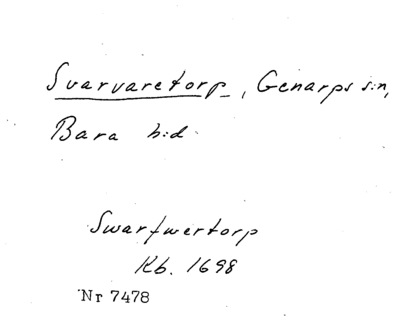 Svarvaretorp, Genarps s:n,
Bara h:d
Swarfwertorp
Kb. 1698
Nr 7478